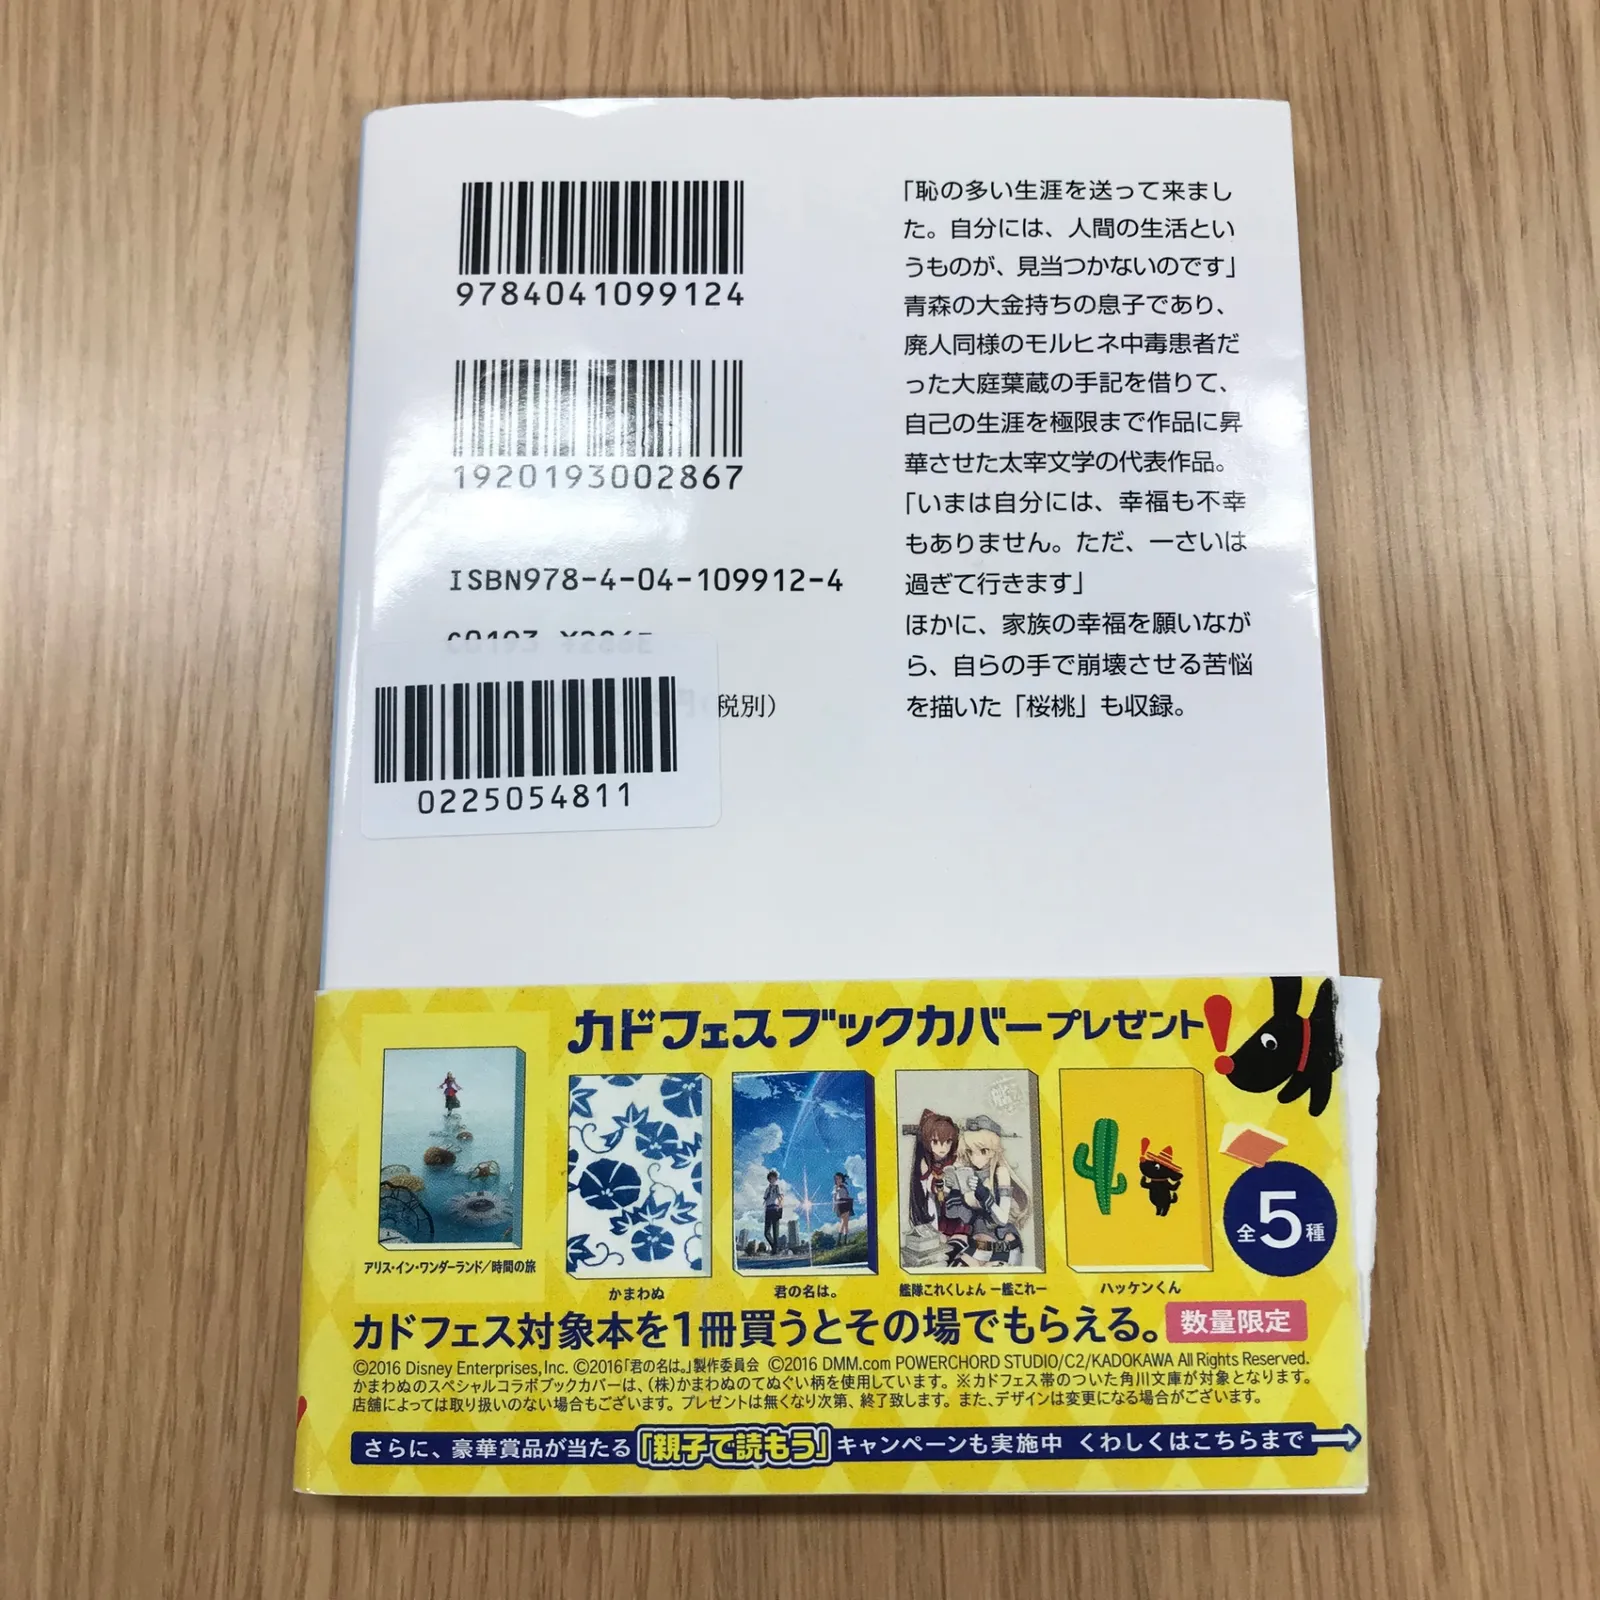 9784041099124
1920193002867
ISBN978-4-04-109912-4
C0193 ¥286E
税別）
0225054811
「恥の多い生涯を送って来まし
た。自分には、人間の生活とい
うものが、見当つかないのです」
青森の大金持ちの息子であり、
廃人同様のモルヒネ中毒患者だ
った大庭葉蔵の手記を借りて、
自己の生涯を極限まで作品に昇
華させた太宰文学の代表作品。
「いまは自分には、幸福も不幸
もありません。ただ、一さいは
過ぎて行きます」
ほかに、家族の幸福を願いなが
ら、自らの手で崩壊させる苦悩
を描いた「桜桃」も収録。
カドフェスブックカバープレゼント!
アリス・イン・ワンダーランド／時間の旅
かまわぬ
君の名は。
艦隊これくしょん ー艦これー
ハッケンくん
全5種
カドフェス対象本を1冊買うとその場でもらえる。 数量限定
©2016 Disney Enterprises, Inc. ©2016「君の名は。」製作委員会 ©2016 DMM.com POWERCHORD STUDIO/C2/KADOKAWA All Rights Reserved.
かまわぬのスペシャルコラボブックカバーは、(株)かまわぬのてぬぐい柄を使用しています。※カドフェス帯のついた角川文庫が対象となります。
店舗によっては取り扱いのない場合もございます。プレゼントは無くなり次第、終了致します。また、デザインは変更になる場合がございます。
さらに、豪華賞品が当たる「親子で読もう」キャンペーンも実施中 くわしくはこちらまで→